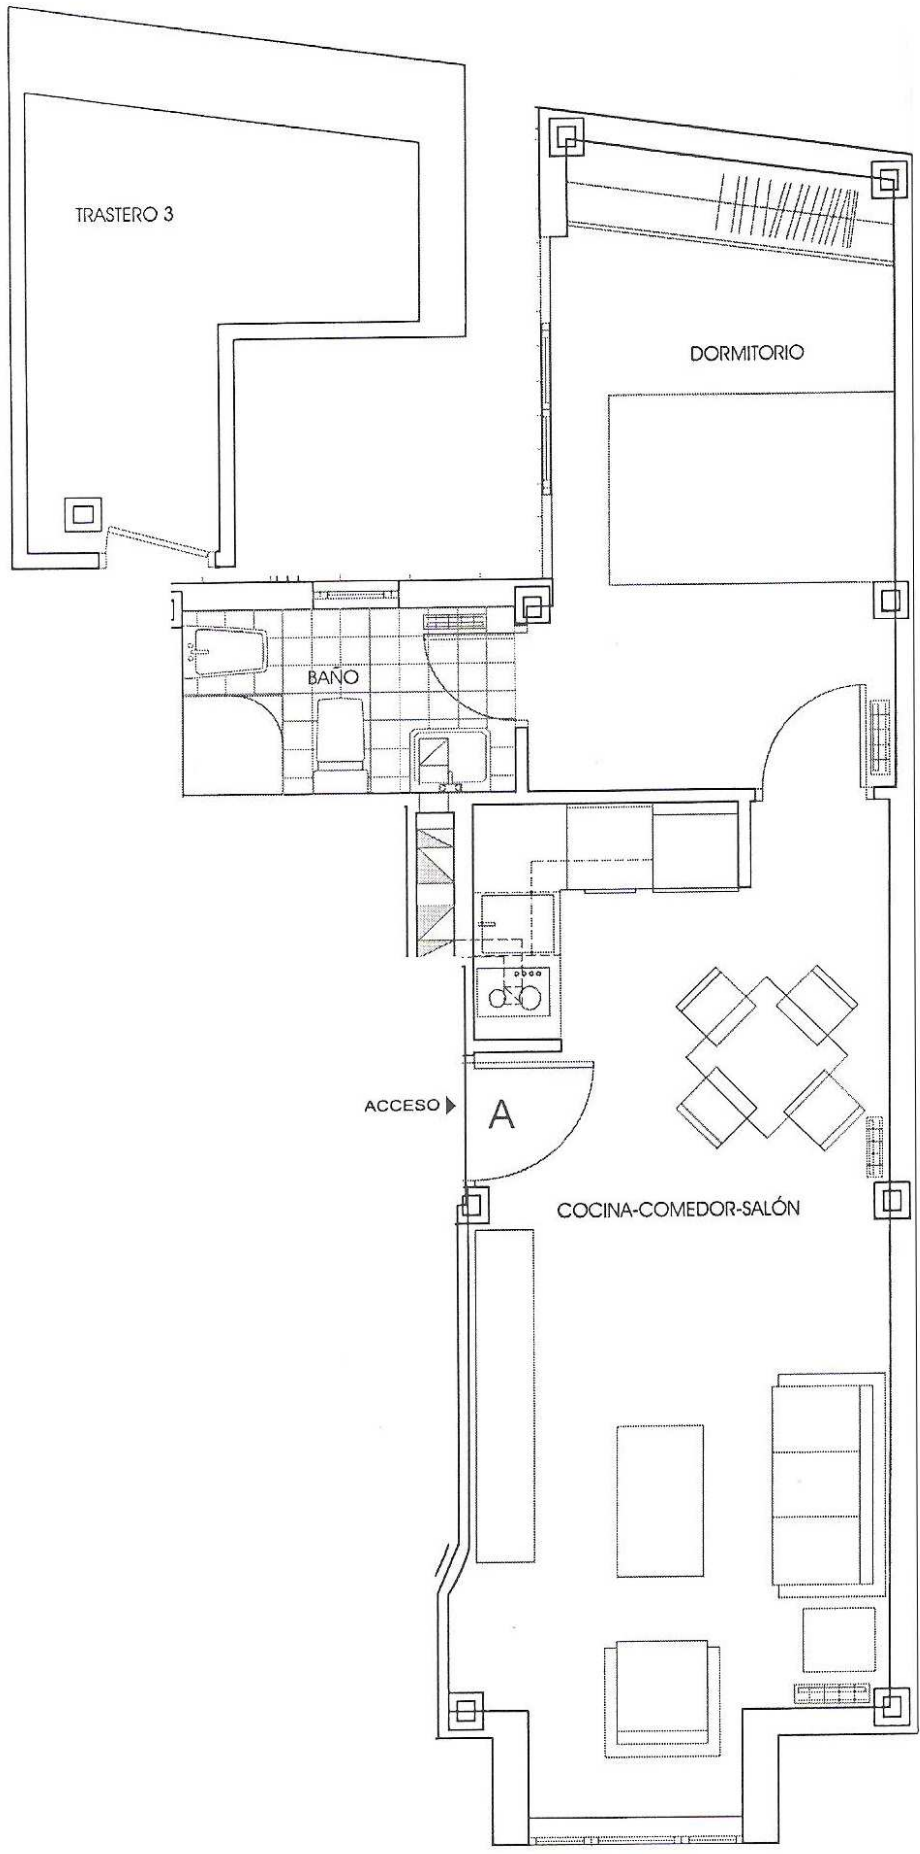 TRASTERO 3
DORMITORIO
BAÑO
ACCESO
A
COCINA-COMEDOR-SALÓN